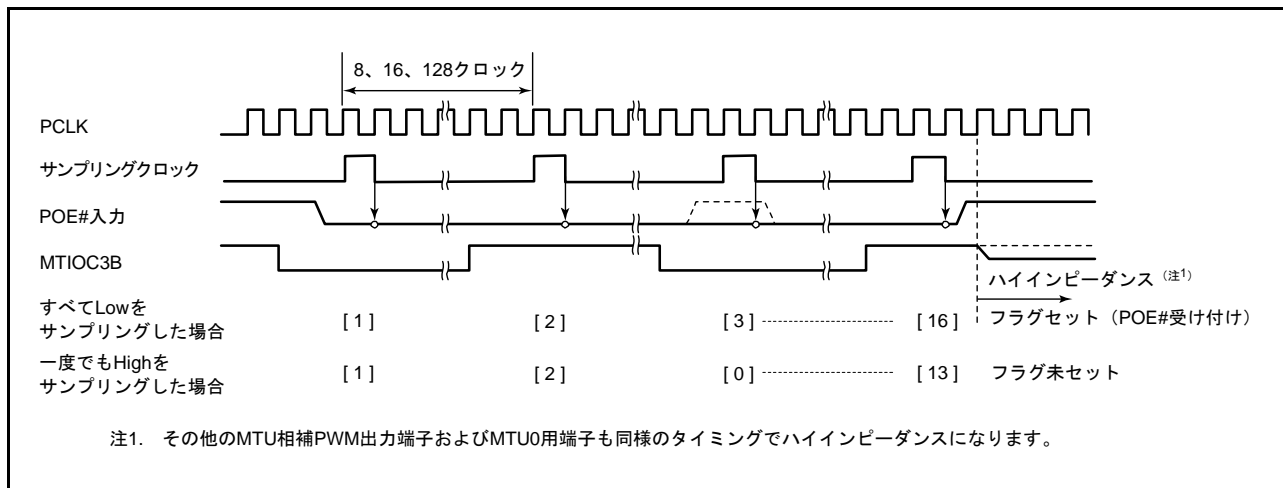 8、16、128クロック
PCLK
サンプリングクロック
POE#入力
MTIOC3B
ハイインピーダンス（注1）
すべてLowを
サンプリングした場合
[ 1 ] [ 2 ] [ 3 ] [ 16 ] フラグセット（POE#受け付け）
一度でもHighを
サンプリングした場合
[ 1 ] [ 2 ] [ 0 ] [ 13 ] フラグ未セット
注1. その他のMTU相補PWM出力端子およびMTU0用端子も同様のタイミングでハイインピーダンスになります。